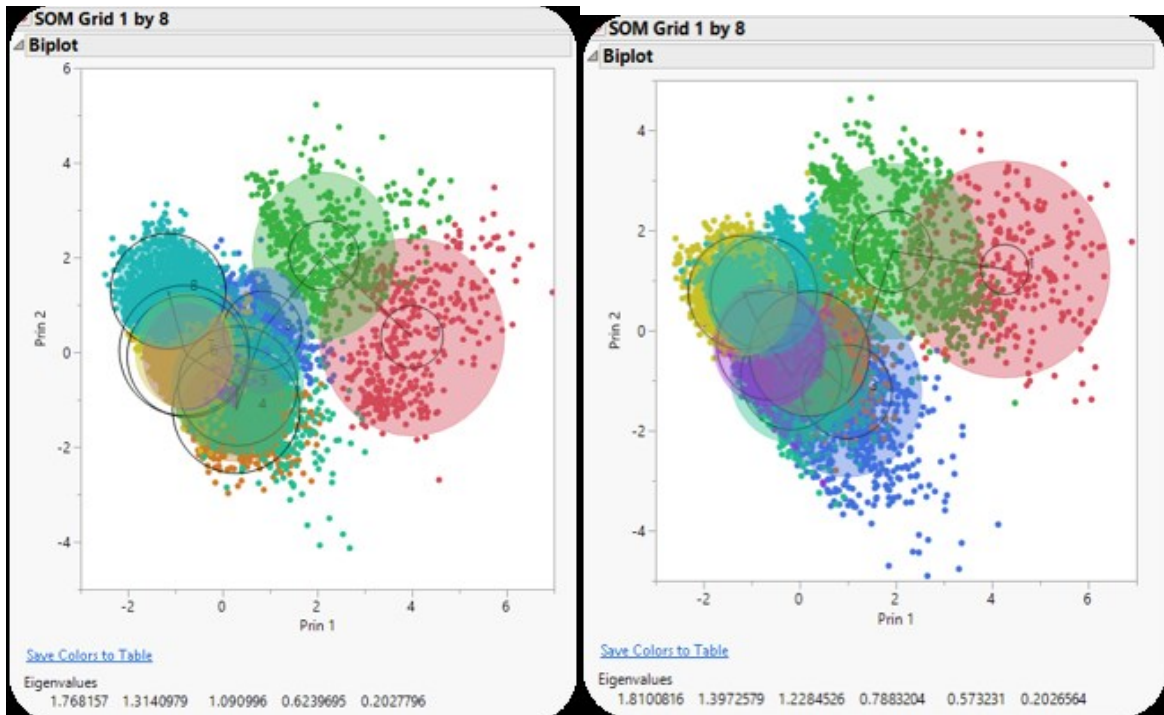 SOM Grid 1 by 8
Biplot
6
4
2
0
-2
-4
Prin 2
-2 0 2 4 6
Prin 1
Save Colors to Table
Eigenvalues
1.768157 1.3140979 1.090996 0.6239695 0.2027796
SOM Grid 1 by 8
Biplot
4
2
0
-2
-4
Prin 2
-2 0 2 4 6
Prin 1
Save Colors to Table
Eigenvalues
1.8100816 1.3972579 1.2284526 0.7883204 0.573231 0.2026564